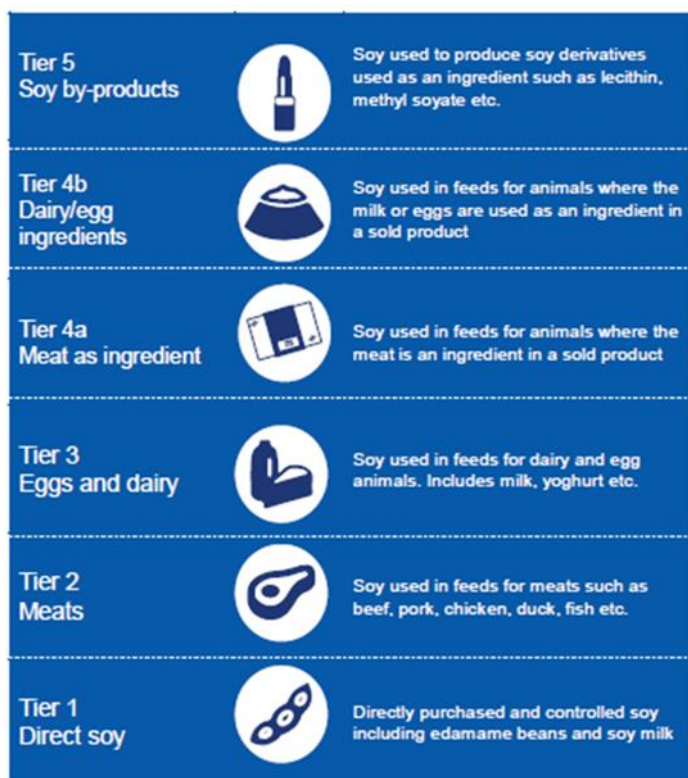 Tier 5
Soy by-products
Soy used to produce soy derivatives
used as an ingredient such as lecithin,
methyl soyate etc.
Tier 4b
Dairy/egg
ingredients
Soy used in feeds for animals where the
milk or eggs are used as an ingredient in
a sold product
Tier 4a
Meat as ingredient
Soy used in feeds for animals where the
meat is an ingredient in a sold product
Tier 3
Eggs and dairy
Soy used in feeds for dairy and egg
animals. Includes milk, yoghurt etc.
Tier 2
Meats
Soy used in feeds for meats such as
beef, pork, chicken, duck, fish etc.
Tier 1
Direct soy
Directly purchased and controlled soy
including edamame beans and soy milk